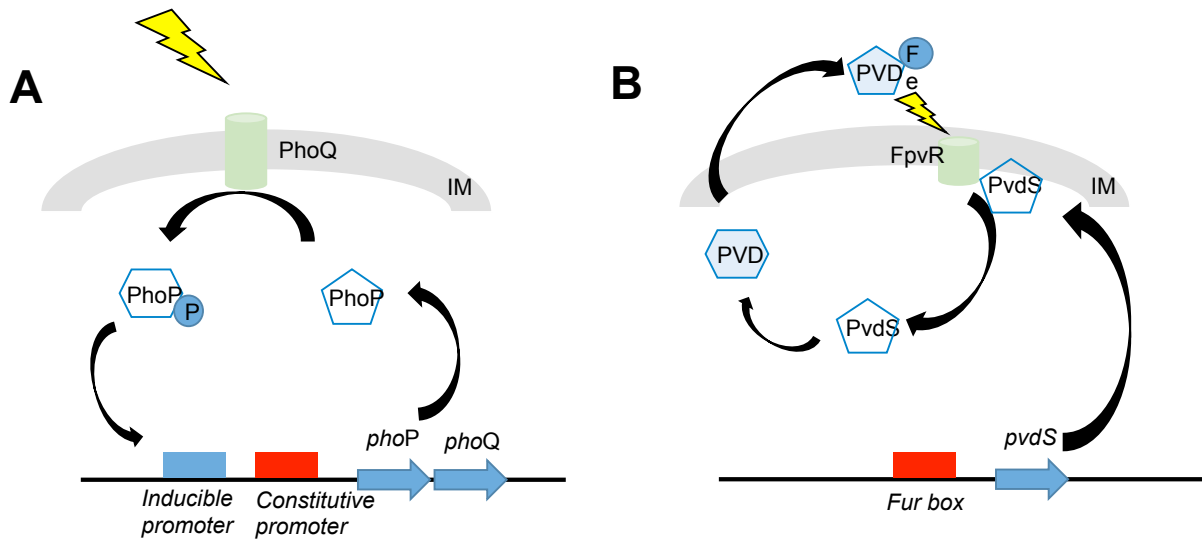 A
PhoQ
IM
PhoP
P
PhoP
phoP
phoQ
Inducible
promoter
Constitutive
promoter
B
PVD
F
e
FpvR
PvdS
IM
PVD
PvdS
pvdS
Fur box